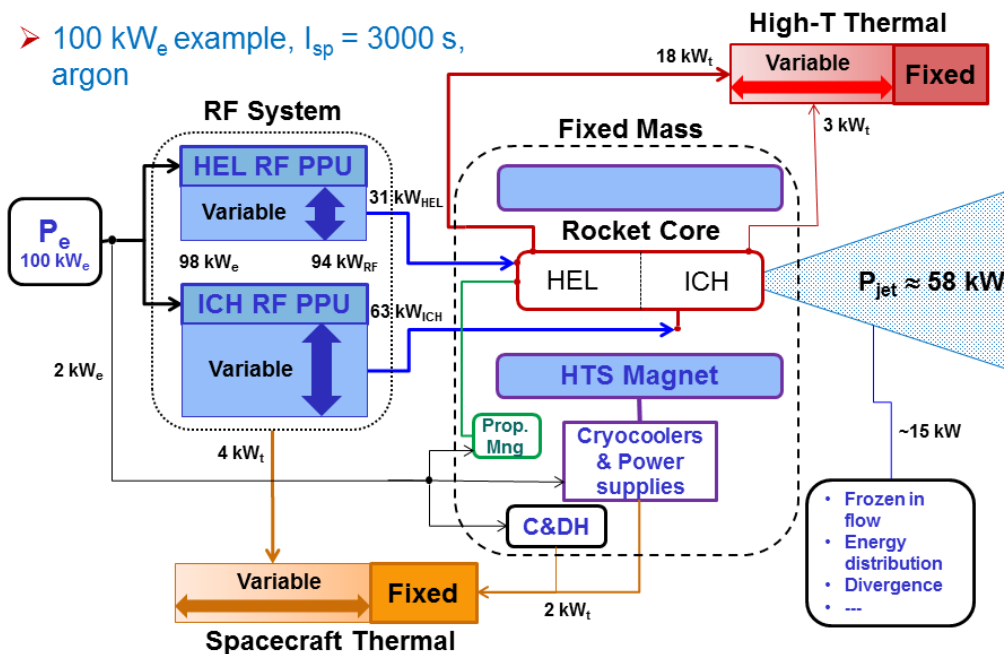 ➢ 100 kWe example, Isp = 3000 s,
argon
High-T Thermal
18 kWt
Variable
Fixed
3 kWt
RF System
Fixed Mass
HEL RF PPU
Variable
31 kWHEL
Pe
100 kWe
98 kWe
94 kWRF
Rocket Core
HEL
ICH
Pjet ≈ 58 kW
ICH RF PPU
63 kWICH
Variable
2 kWe
HTS Magnet
4 kWt
Prop.
Mng
Cryocoolers
& Power
supplies
~15 kW
C&DH
• Frozen in
flow
• Energy
distribution
• Divergence
• ---
Variable
Fixed
2 kWt
Spacecraft Thermal